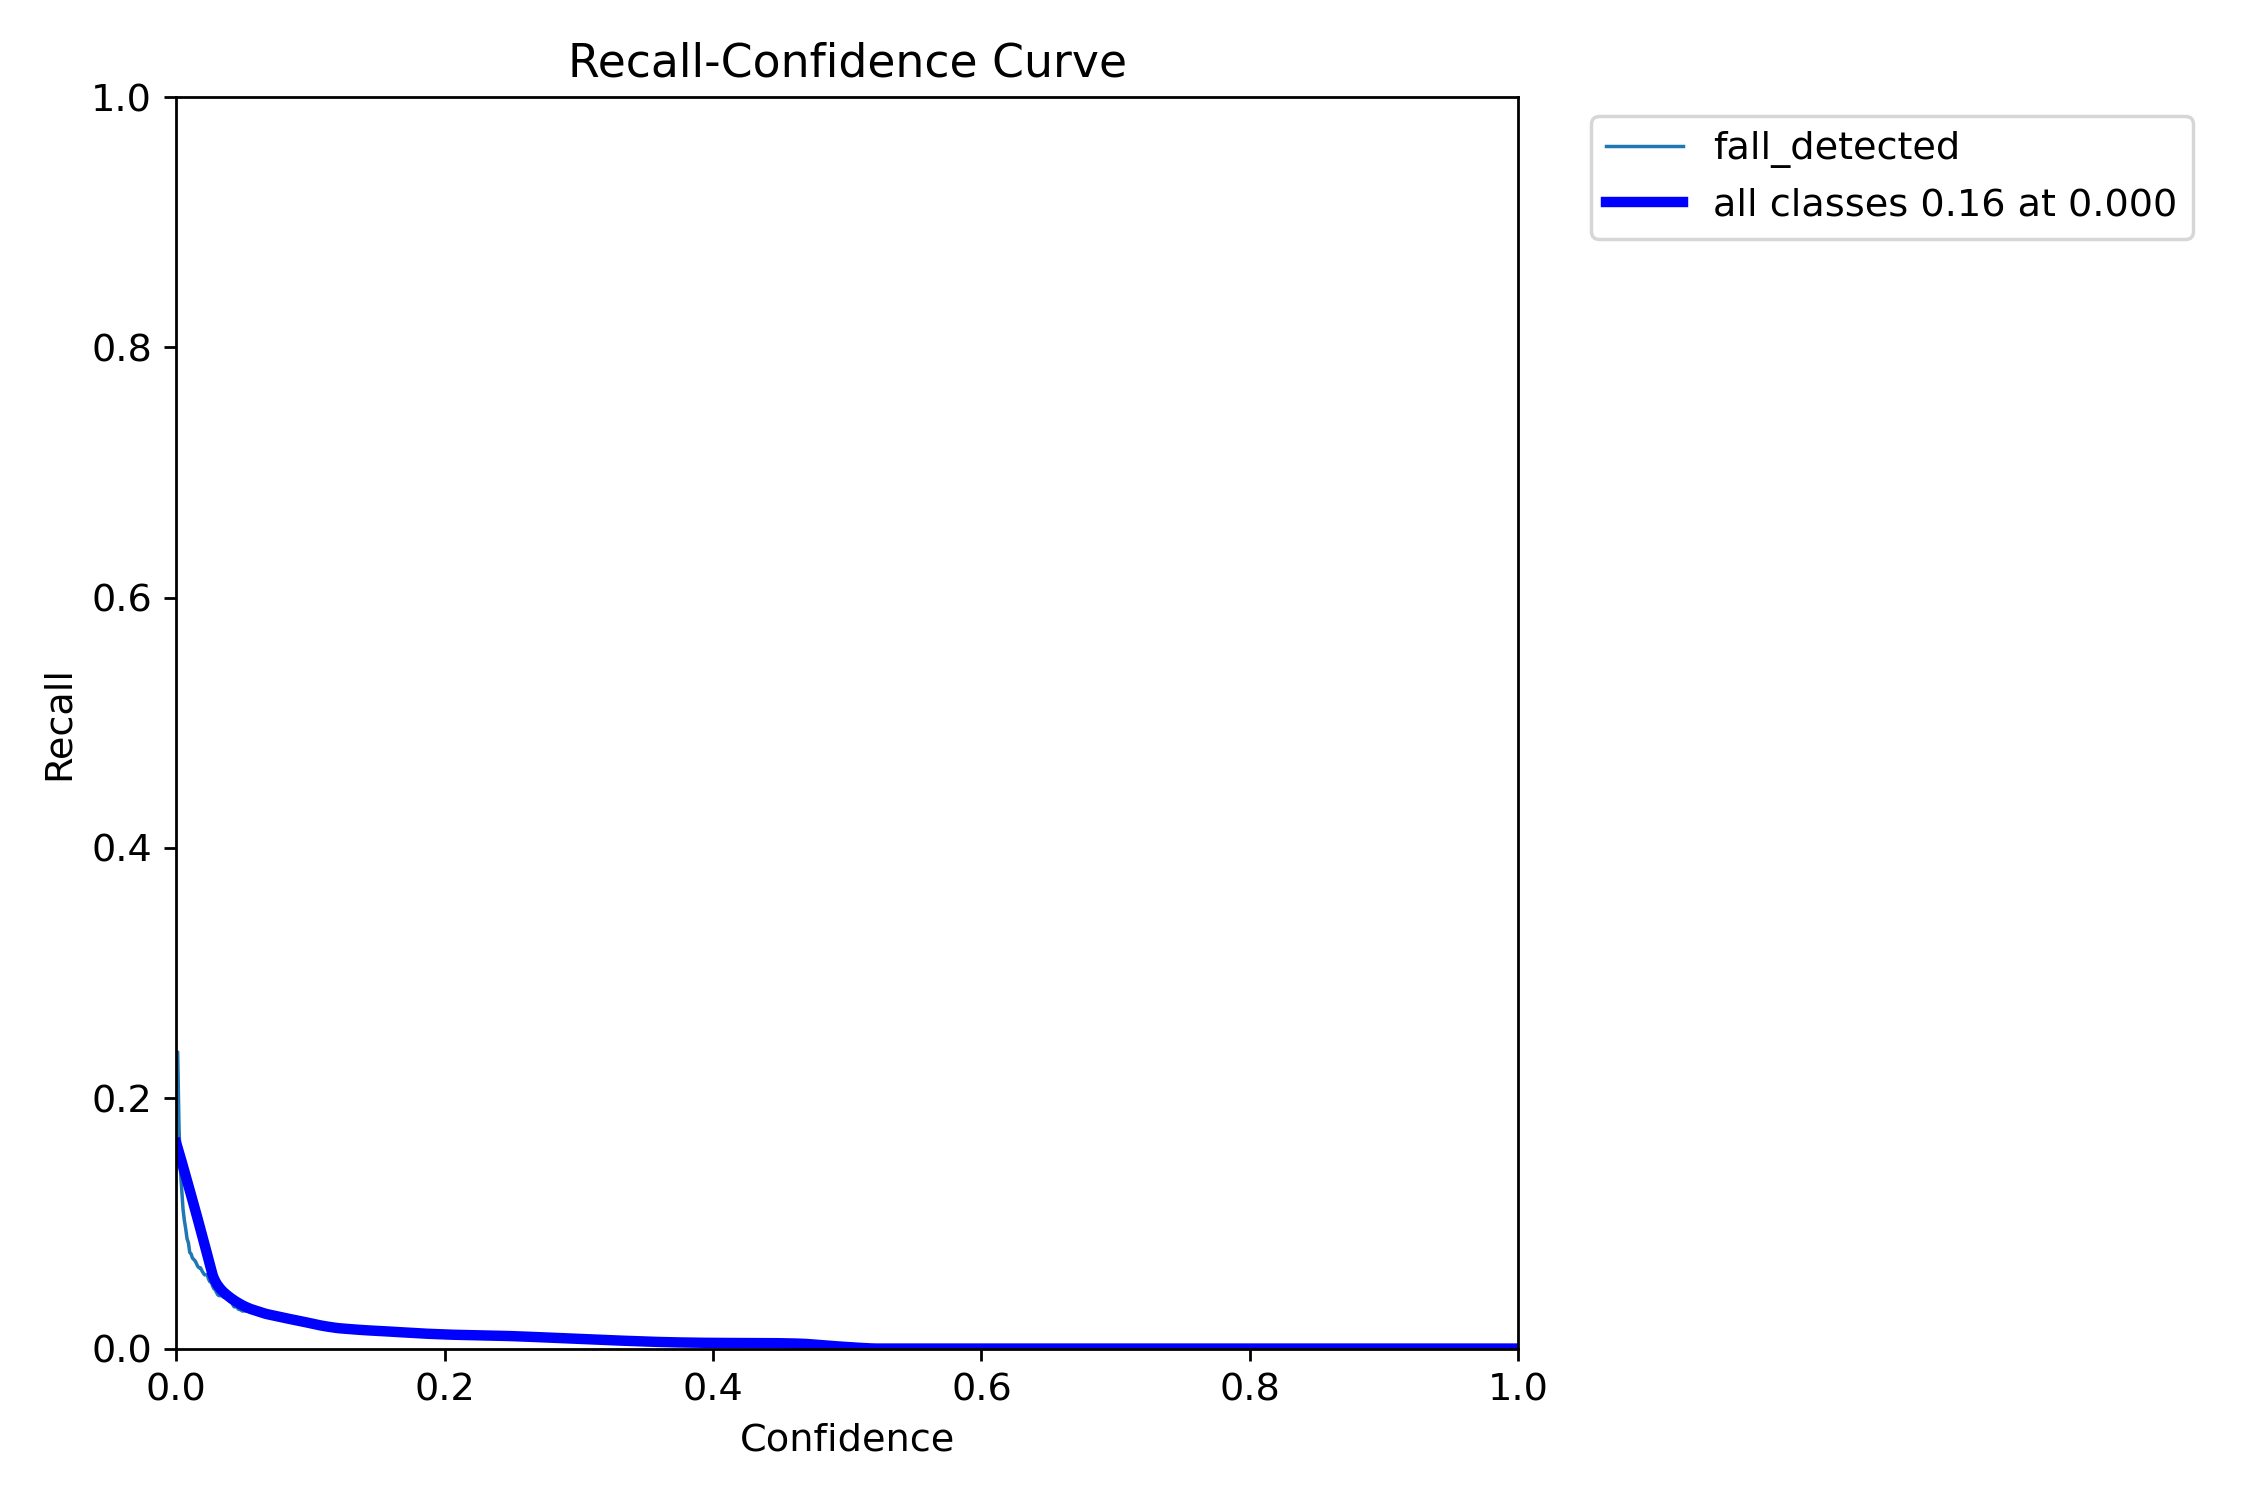 Recall-Confidence Curve
fall_detected
all classes 0.16 at 0.000
1.0
0.8
0.6
0.4
0.2
0.0
Recall
0.0 0.2 0.4 0.6 0.8 1.0
Confidence